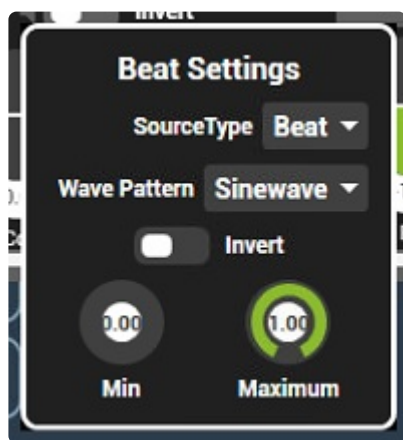 Invert
Beat Settings
SourceType Beat
Wave Pattern Sinewave
Invert
0.00 1.00
Min Maximum